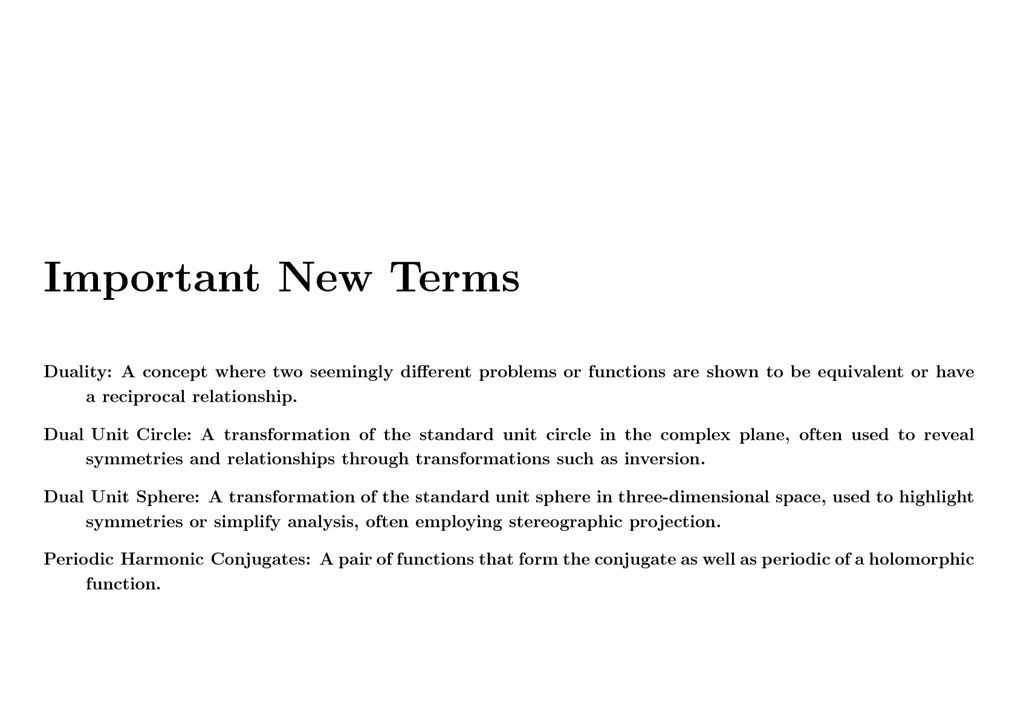 Important New Terms
Duality: A concept where two seemingly different problems or functions are shown to be equivalent or have
a reciprocal relationship.
Dual Unit Circle: A transformation of the standard unit circle in the complex plane, often used to reveal
symmetries and relationships through transformations such as inversion.
Dual Unit Sphere: A transformation of the standard unit sphere in three-dimensional space, used to highlight
symmetries or simplify analysis, often employing stereographic projection.
Periodic Harmonic Conjugates: A pair of functions that form the conjugate as well as periodic of a holomorphic
function.